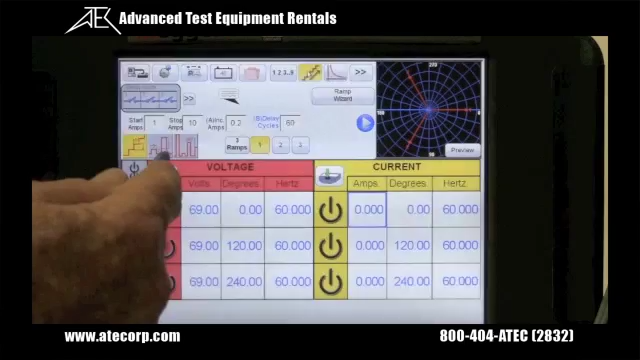 ATEC Advanced Test Equipment Rentals
1 2 3..9 >>
270
>> Ramp Wizard
Start Amps 1 Stop Amps 10 Amps 0.2 (B)Delay Cycles 60
3 Ramps 1 2 3
90 Preview
VOLTAGE CURRENT
Volts Degrees Hertz Amps Degrees Hertz
69.00 0.00 60.000 0.000 0.00 60.000
69.00 120.00 60.000 0.000 120.00 60.000
69.00 240.00 60.000 0.000 240.00 60.000
www.atecorp.com 800-404-ATEC (2832)